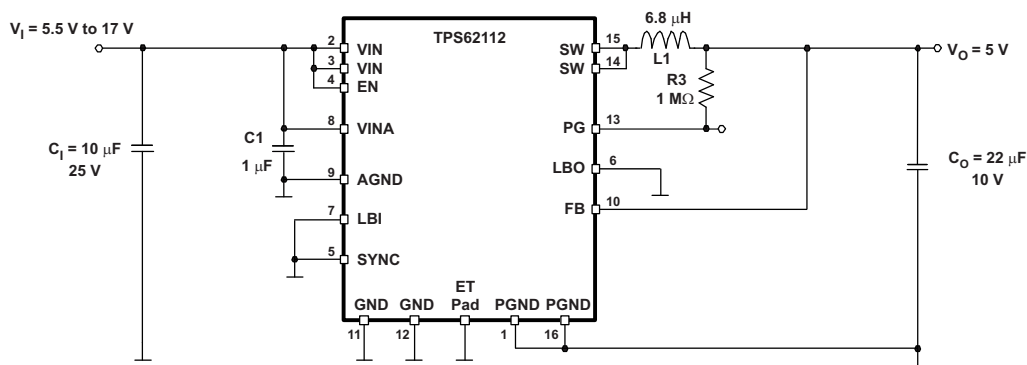 V_I = 5.5 V to 17 V
TPS62112
6.8 μH
V_O = 5 V
2 VIN
3 VIN
4 EN
8 VINA
9 AGND
7 LBI
5 SYNC
C_I = 10 μF
25 V
C1
1 μF
SW 15
SW 14
PG 13
LBO 6
FB 10
L1
R3
1 MΩ
C_O = 22 μF
10 V
GND
GND
ET
Pad
PGND
PGND
11
12
1
16